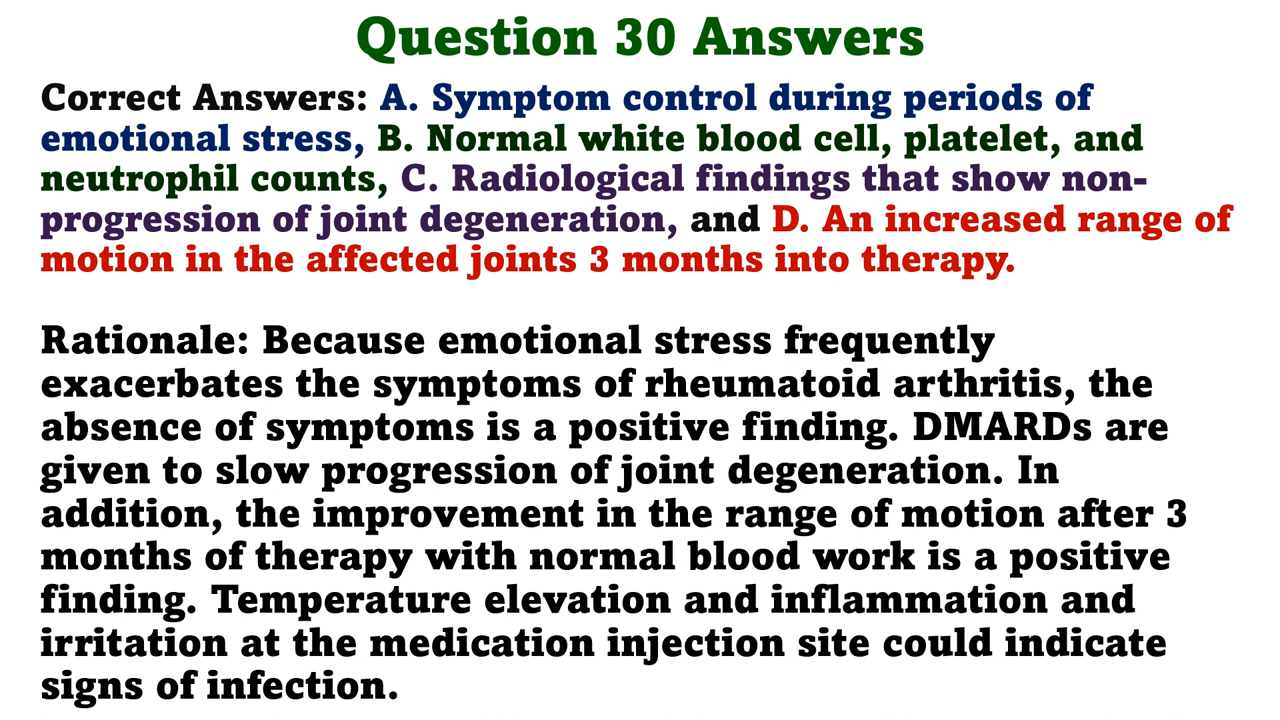 Question 30 Answers
Correct Answers: A. Symptom control during periods of
emotional stress, B. Normal white blood cell, platelet, and
neutrophil counts, C. Radiological findings that show non-
progression of joint degeneration, and D. An increased range of
motion in the affected joints 3 months into therapy.
Rationale: Because emotional stress frequently
exacerbates the symptoms of rheumatoid arthritis, the
absence of symptoms is a positive finding. DMARDs are
given to slow progression of joint degeneration. In
addition, the improvement in the range of motion after 3
months of therapy with normal blood work is a positive
finding. Temperature elevation and inflammation and
irritation at the medication injection site could indicate
signs of infection.